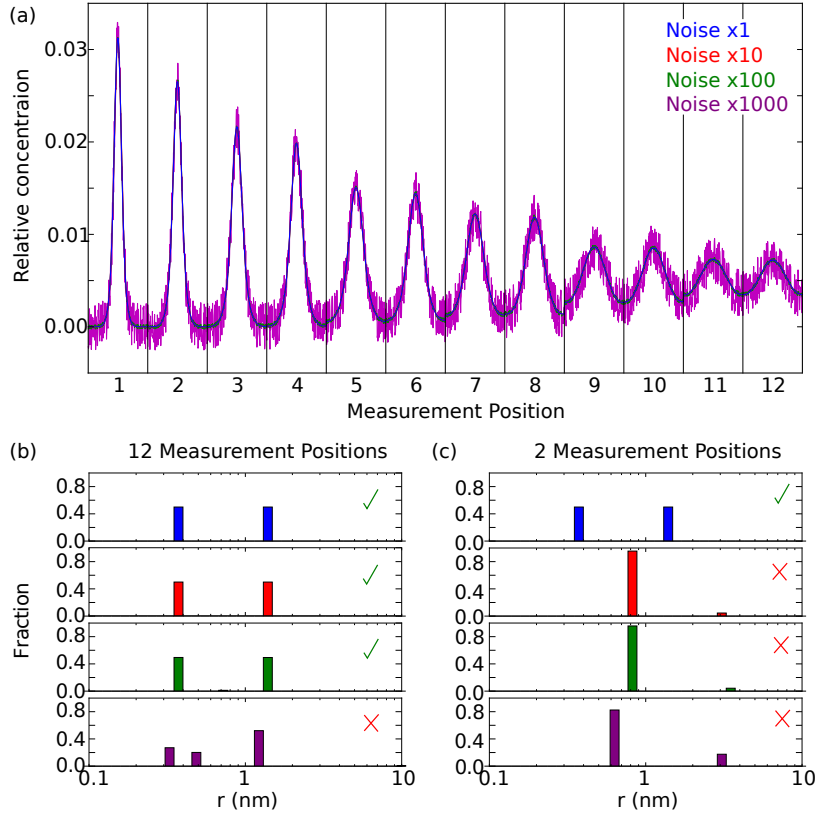 (a)
Noise x1
Noise x10
Noise x100
Noise x1000
Relative concentraion
0.03
0.02
0.01
0.00
1 2 3 4 5 6 7 8 9 10 11 12
Measurement Position
(b) 12 Measurement Positions
Fraction
0.8
0.4
0.0
0.8
0.4
0.0
0.8
0.4
0.0
0.8
0.4
0.0
0.1 1 10
r (nm)
(c) 2 Measurement Positions
0.8
0.4
0.0
0.8
0.4
0.0
0.8
0.4
0.0
0.8
0.4
0.0
0.1 1 10
r (nm)